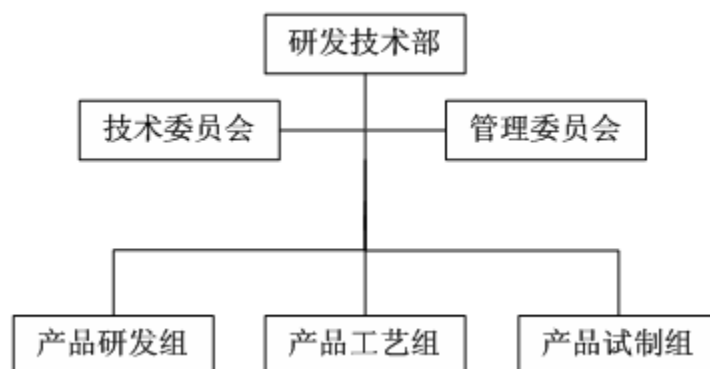 研发技术部
技术委员会
管理委员会
产品研发组
产品工艺组
产品试制组